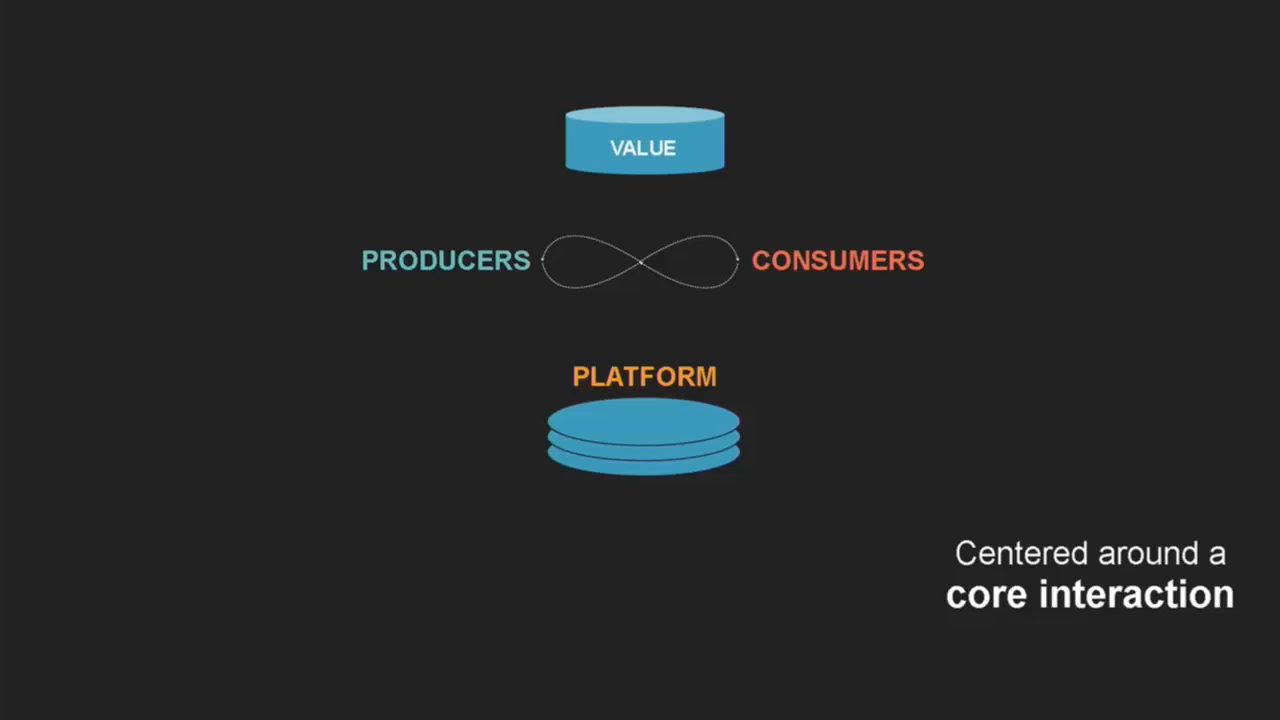 VALUE
PRODUCERS CONSUMERS
PLATFORM
Centered around a
core interaction